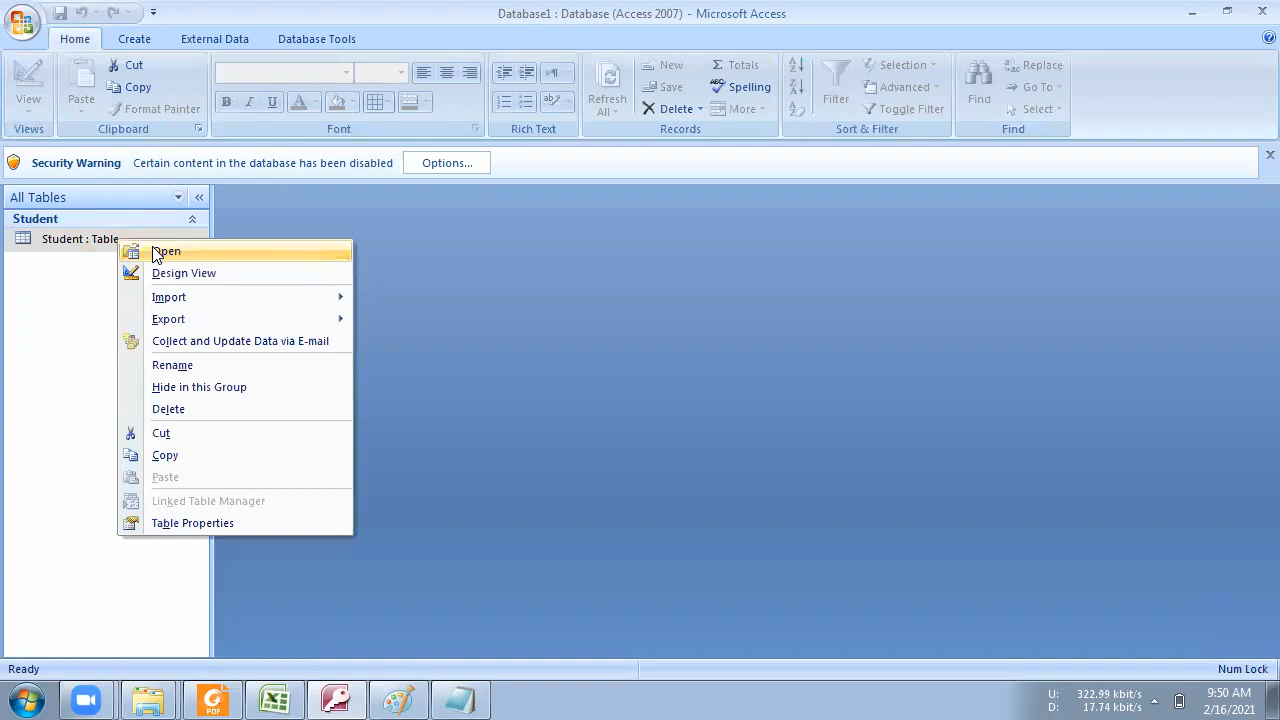 Database1 : Database (Access 2007) - Microsoft Access
Home Create External Data Database Tools
View
Views
Paste
Cut
Copy
Format Painter
Clipboard
B I U A
Font
ab
Rich Text
Refresh All
New
Save
Delete
Σ Totals
ABC Spelling
More
Records
Filter
Selection
Advanced
Toggle Filter
Sort & Filter
Find
Replace
Go To
Select
Find
Security Warning Certain content in the database has been disabled Options...
All Tables
Student
Student : Table
Open
Design View
Import
Export
Collect and Update Data via E-mail
Rename
Hide in this Group
Delete
Cut
Copy
Paste
Linked Table Manager
Table Properties
Ready Num Lock
PDF
U: 322.99 kbit/s
D: 17.74 kbit/s
9:50 AM
2/16/2021